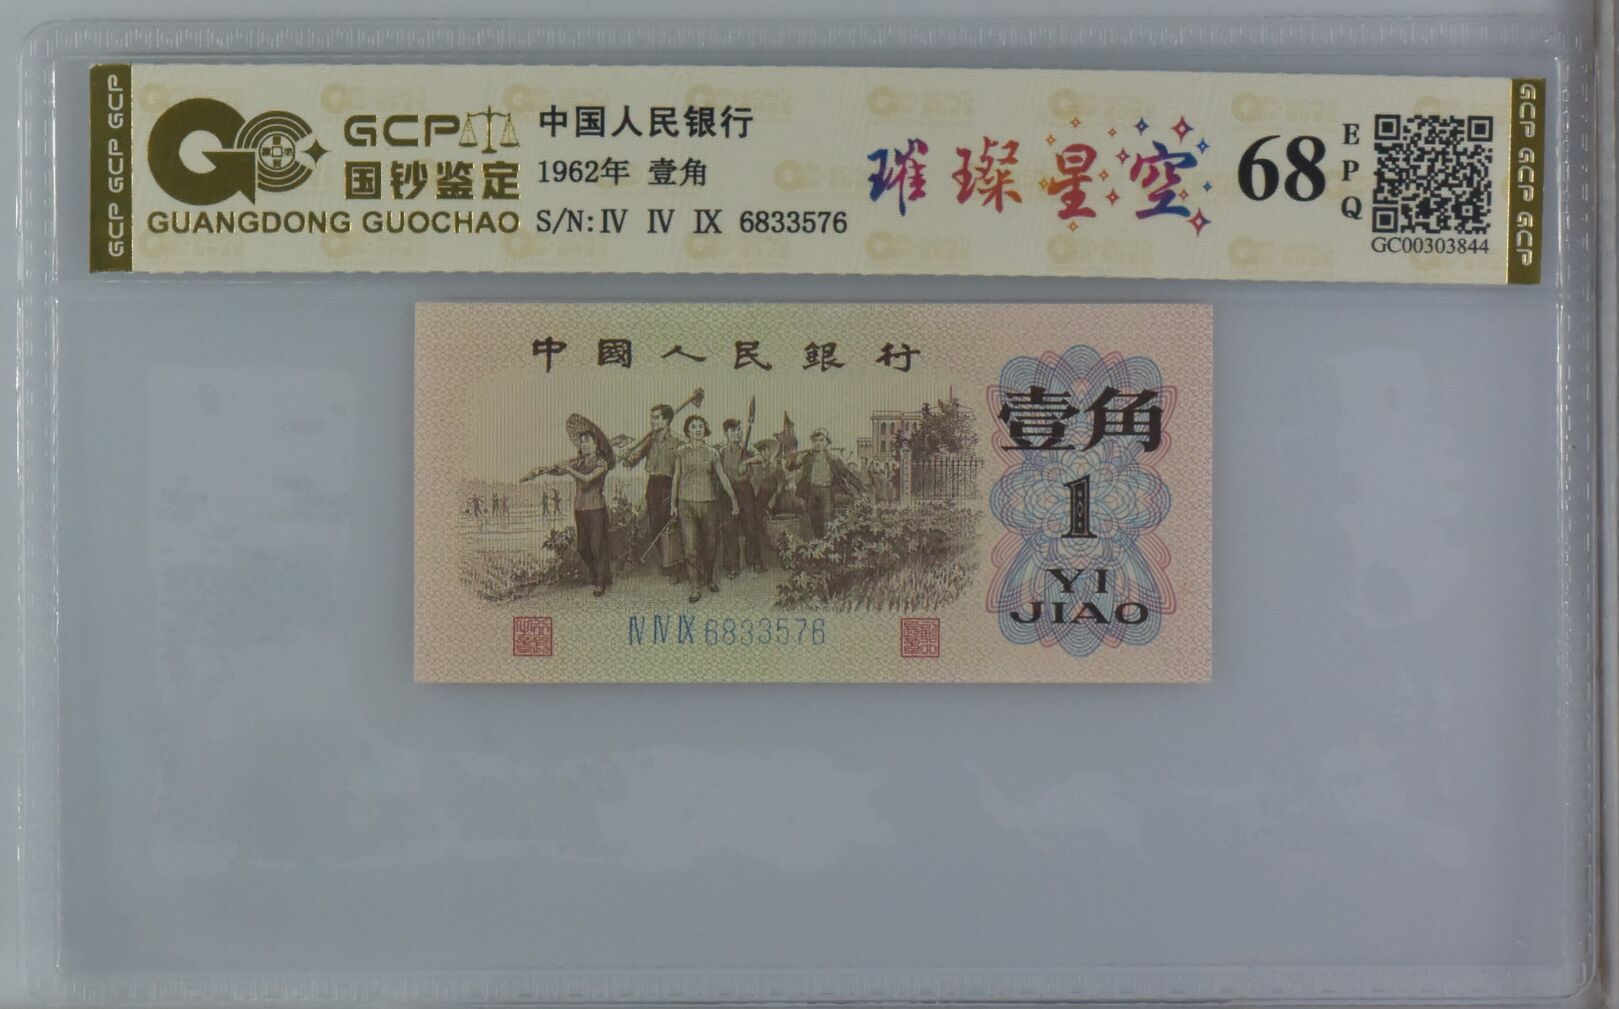 GCP GCP GCP
GCP
国钞鉴定
GUANGDONG GUOCHAO
中国人民银行
1962年 壹角
S/N: IV IV IX 6833576
璀璨星空
68
EPQ
GC00303844
GCP GCP GCP
中國人民銀行
壹角
1
YI
JIAO
IV IV IX 6833576